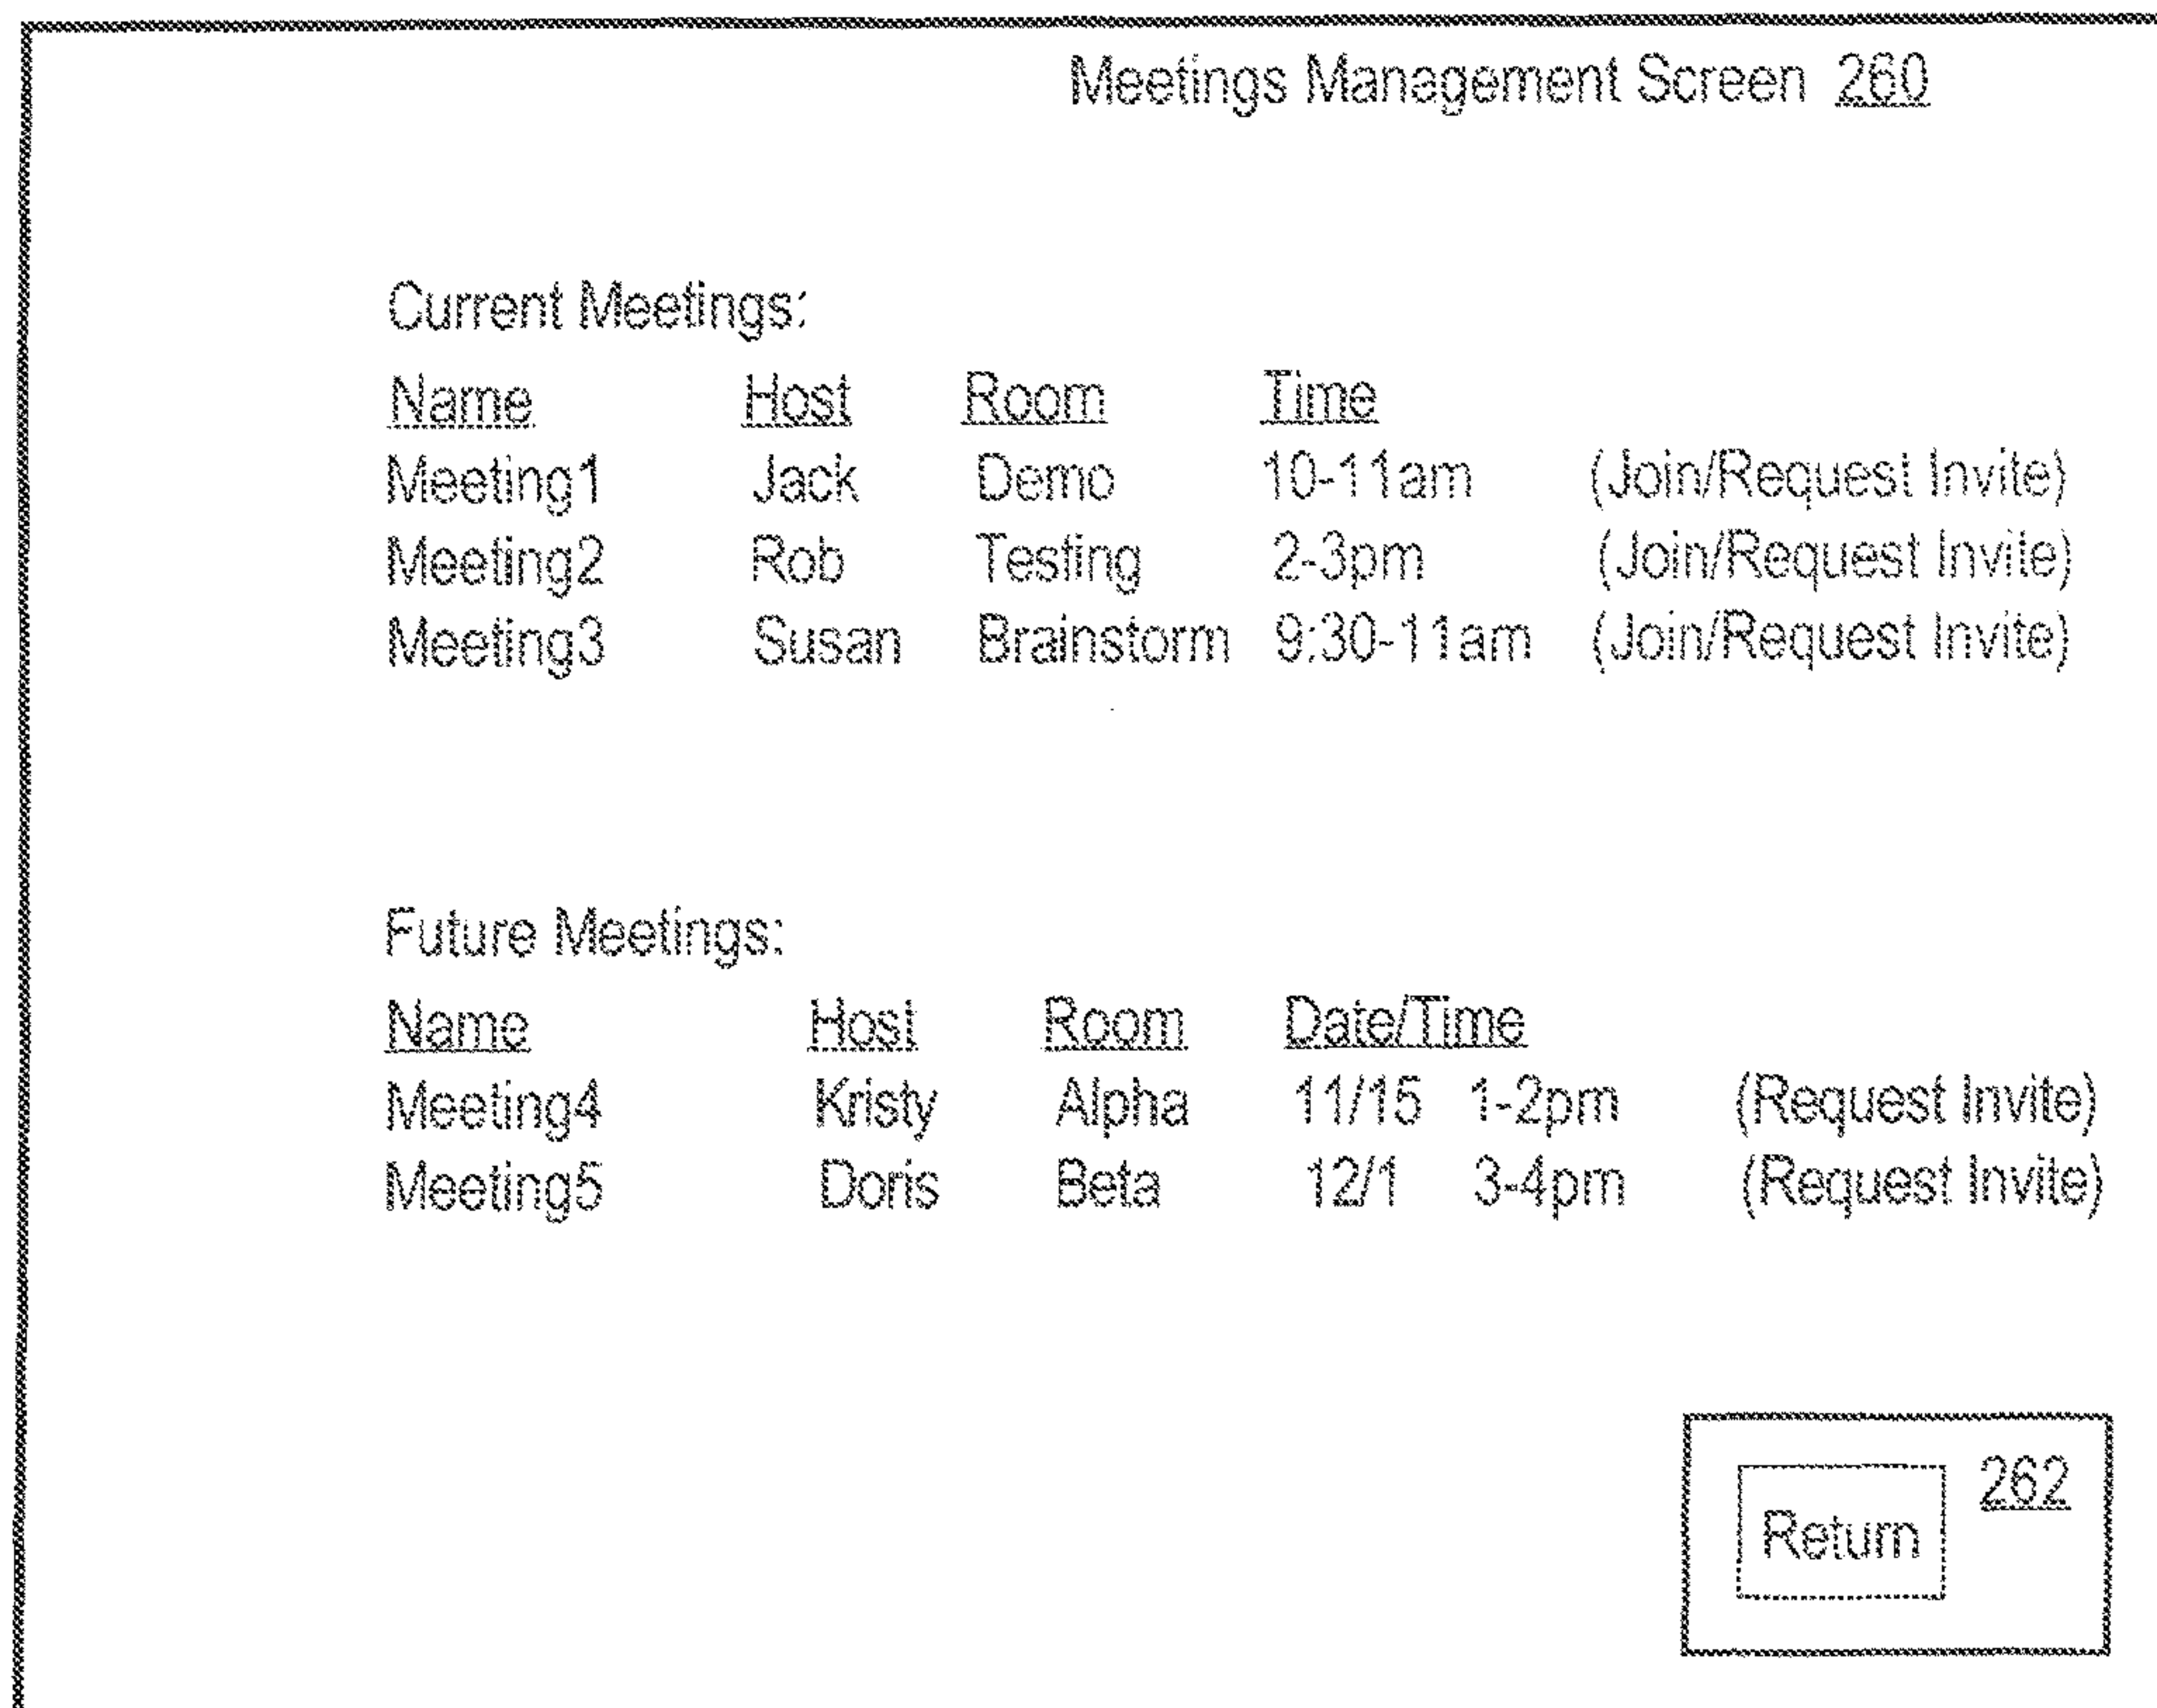 Meetings Management Screen 260
Current Meetings:
Name Host Room Time
Meeting1 Jack Demo 10-11am (Join/Request Invite)
Meeting2 Rob Testing 2-3pm (Join/Request Invite)
Meeting3 Susan Brainstorm 9:30-11am (Join/Request Invite)
Future Meetings:
Name Host Room Date/Time
Meeting4 Kristy Alpha 11/15 1-2pm (Request Invite)
Meeting5 Doris Beta 12/1 3-4pm (Request Invite)
262
Return